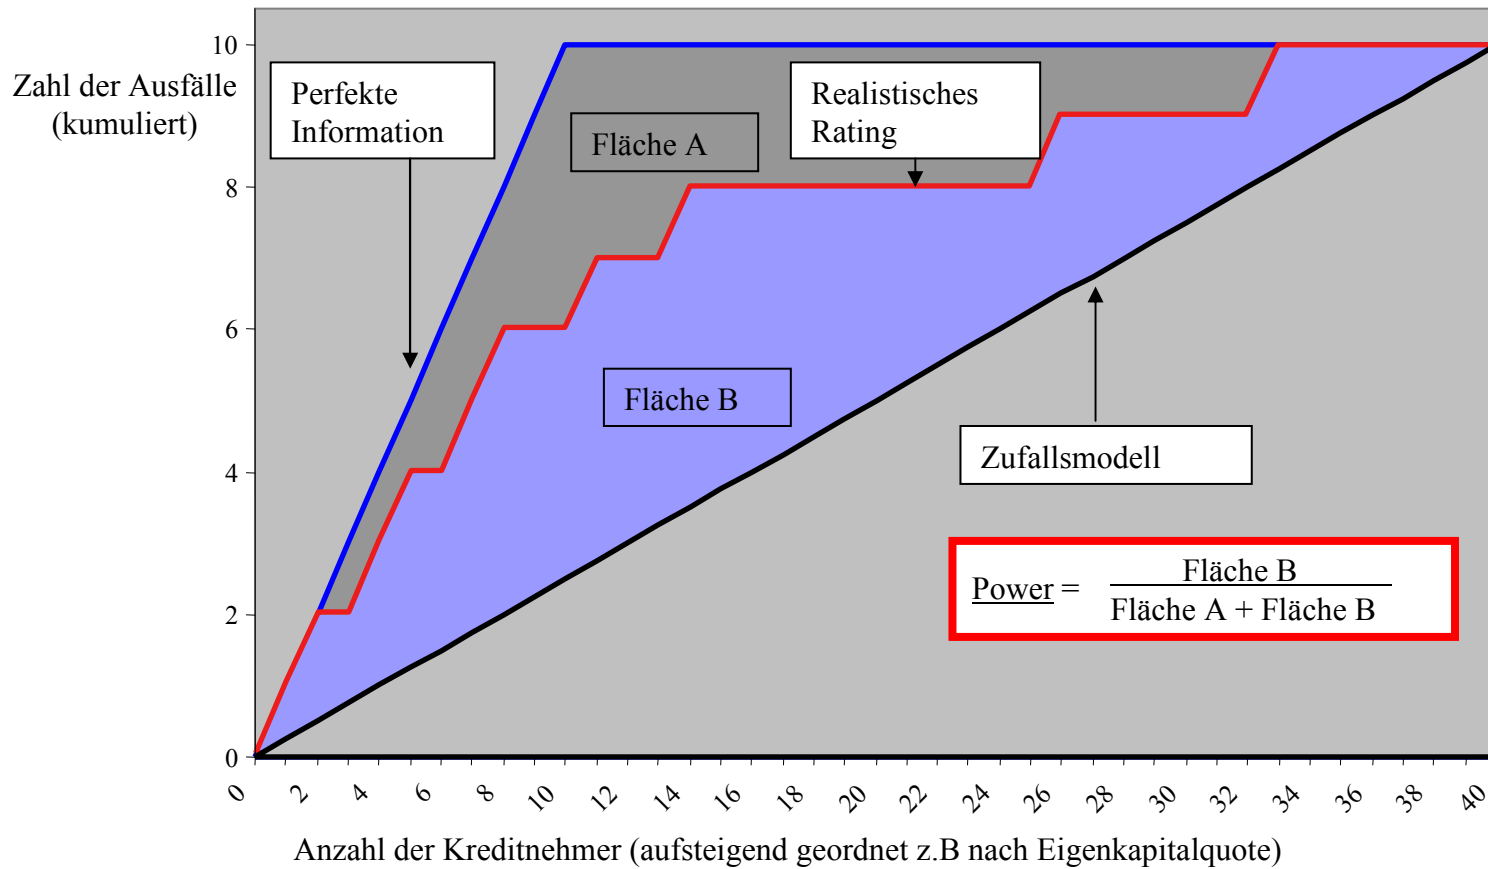 Zahl der Ausfälle
(kumuliert)
10
8
6
4
2
0
Perfekte
Information
Fläche A
Realistisches
Rating
Fläche B
Zufallsmodell
Power = Fläche B
Fläche A + Fläche B
0 2 4 6 8 10 12 14 16 18 20 22 24 26 28 30 32 34 36 38 40
Anzahl der Kreditnehmer (aufsteigend geordnet z.B nach Eigenkapitalquote)